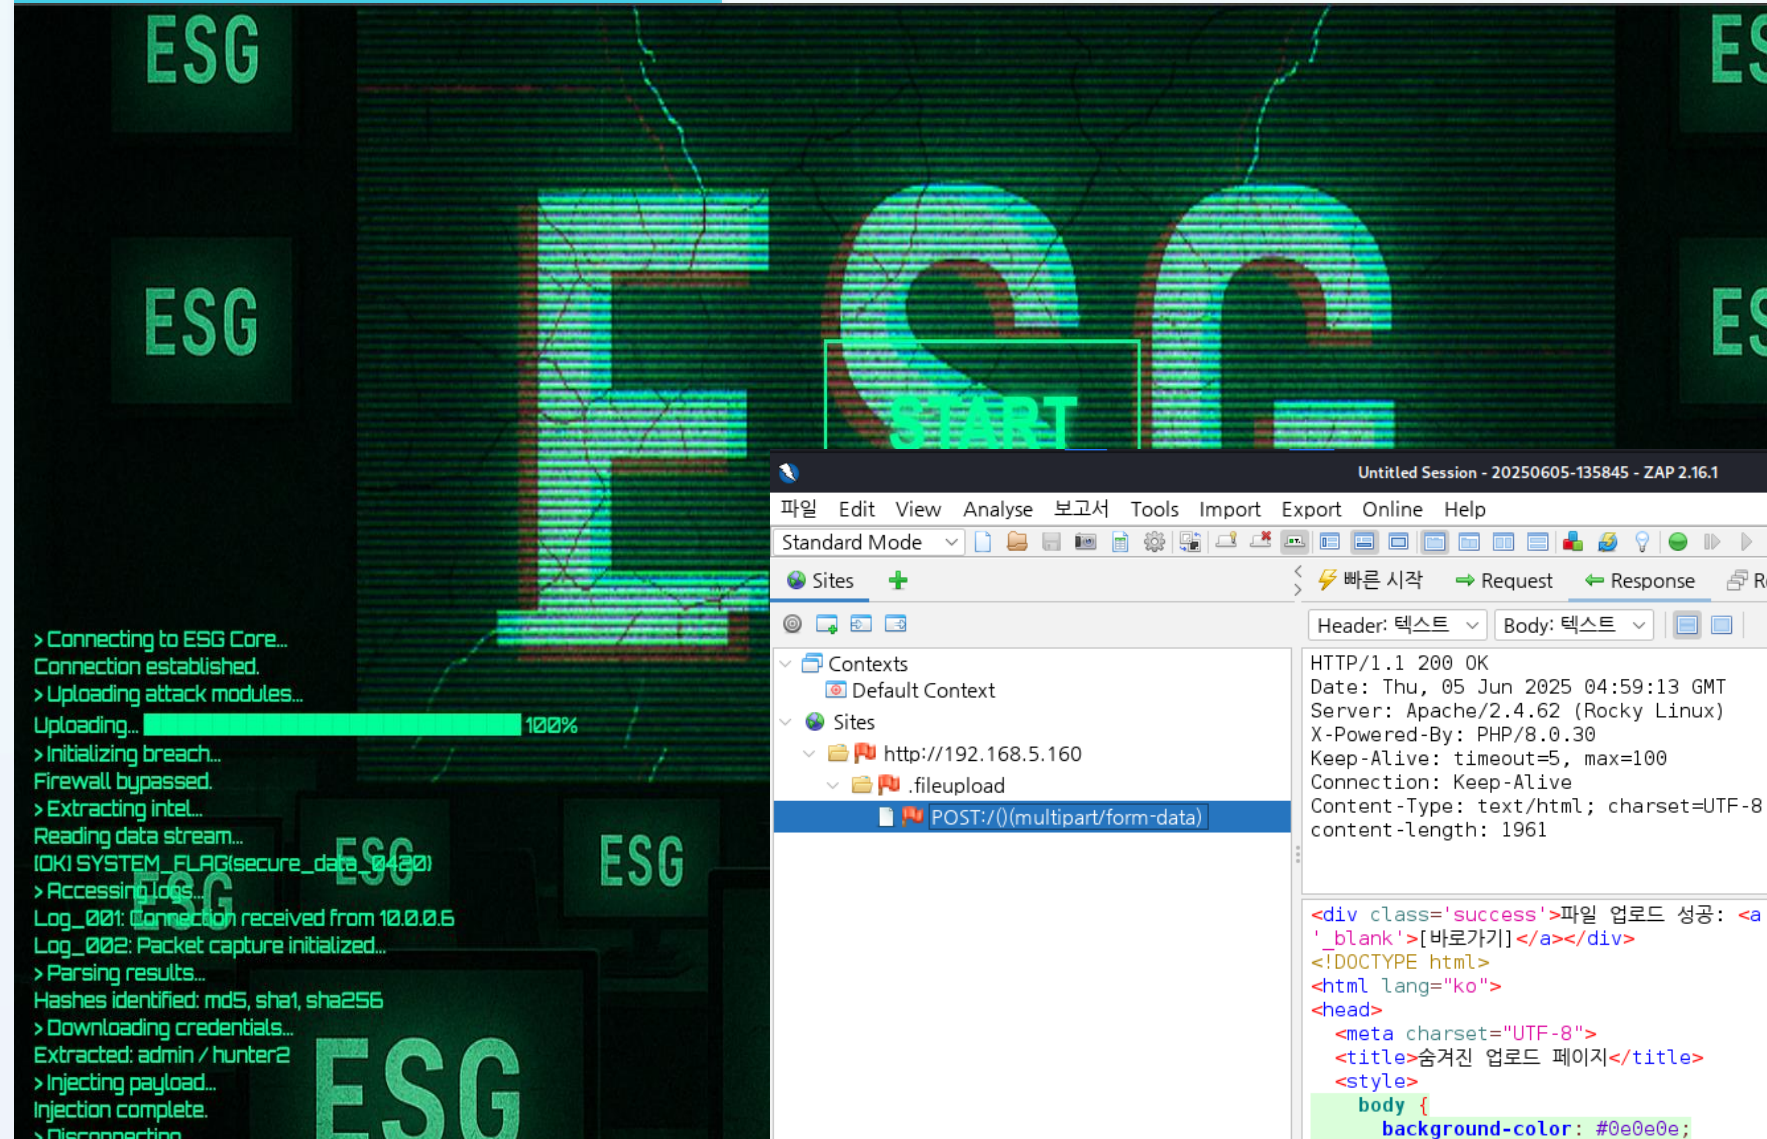 ESG
ESG
ESG
ESG
ESG
START
> Connecting to ESG Core...
Connection established.
> Uploading attack modules...
Uploading... 100%
> Initializing breach...
Firewall bypassed.
> Extracting intel...
Reading data stream...
[OK] SYSTEM_FLAG{secure_data_0420}
> Accessing logs...
Log_001: Connection received from 10.0.0.6
Log_002: Packet capture initialized...
> Parsing results...
Hashes identified: md5, sha1, sha256
> Downloading credentials...
Extracted: admin / hunter2
> Injecting payload...
Injection complete.
> Disconnecting
ESG
ESG
ESG
ESG
Untitled Session - 20250605-135845 - ZAP 2.16.1
파일 Edit View Analyse 보고서 Tools Import Export Online Help
Standard Mode
Sites
빠른 시작 Request Response
Header: 텍스트 Body: 텍스트
Contexts
Default Context
Sites
http://192.168.5.160
.fileupload
POST:/()(multipart/form-data)
HTTP/1.1 200 OK
Date: Thu, 05 Jun 2025 04:59:13 GMT
Server: Apache/2.4.62 (Rocky Linux)
X-Powered-By: PHP/8.0.30
Keep-Alive: timeout=5, max=100
Connection: Keep-Alive
Content-Type: text/html; charset=UTF-8
content-length: 1961
<div class='success'>파일 업로드 성공: <a
'_blank'>[바로가기]</a></div>
<!DOCTYPE html>
<html lang="ko">
<head>
<meta charset="UTF-8">
<title>숨겨진 업로드 페이지</title>
<style>
body {
background-color: #0e0e0e;